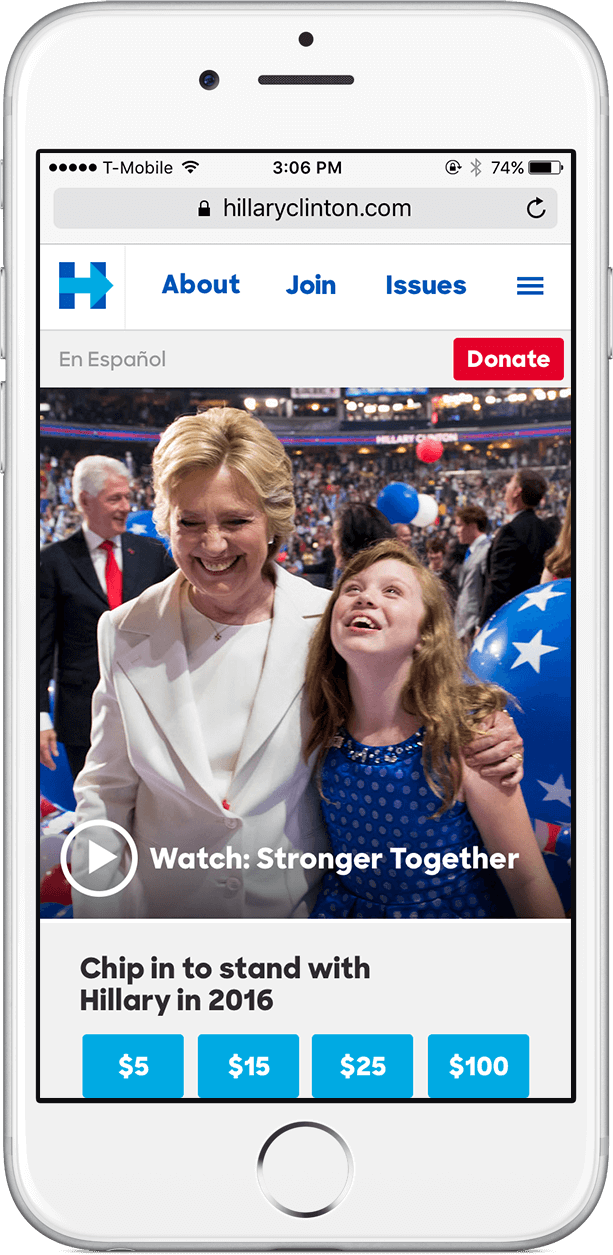 T-Mobile 3:06 PM 74%
hillaryclinton.com
H About Join Issues
En Español Donate
HILLARY CLINTON
Watch: Stronger Together
Chip in to stand with
Hillary in 2016
$5 $15 $25 $100